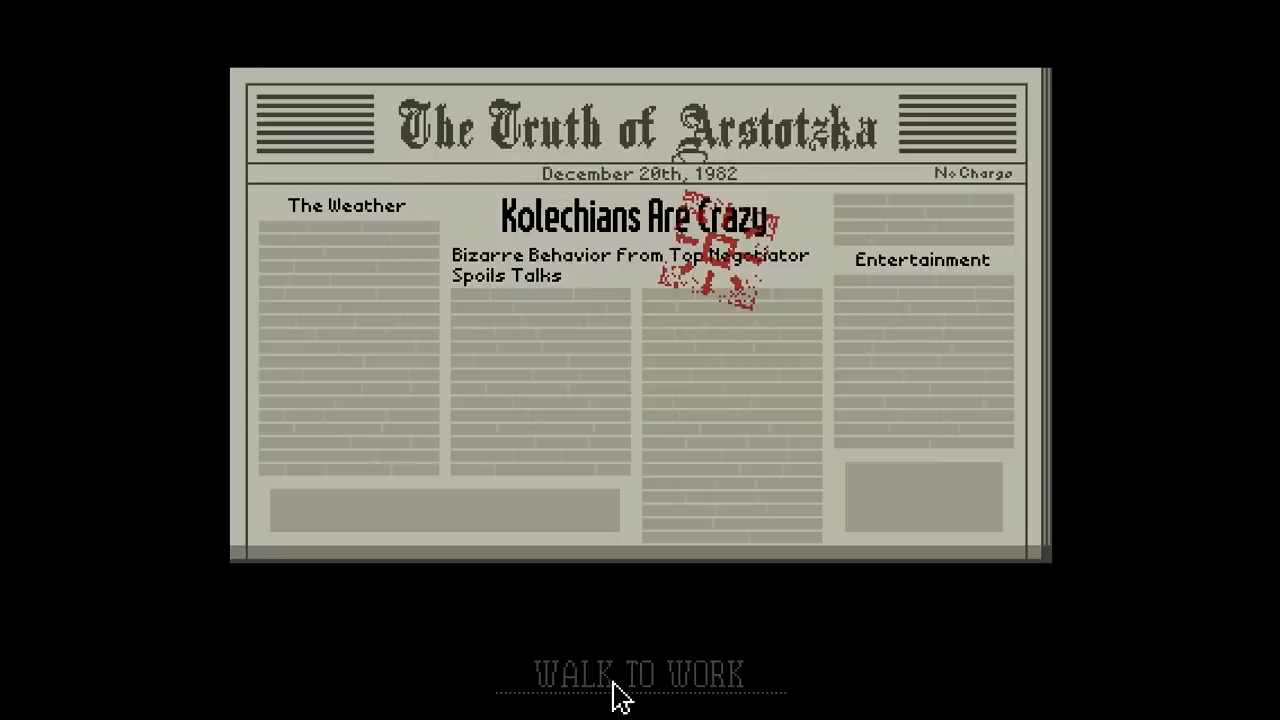 The Truth of Arstotzka
December 20th, 1982
No Charge
The Weather
Kolechians Are Crazy
Bizarre Behavior From Top Negotiator
Spoils Talks
Entertainment
WALK TO WORK